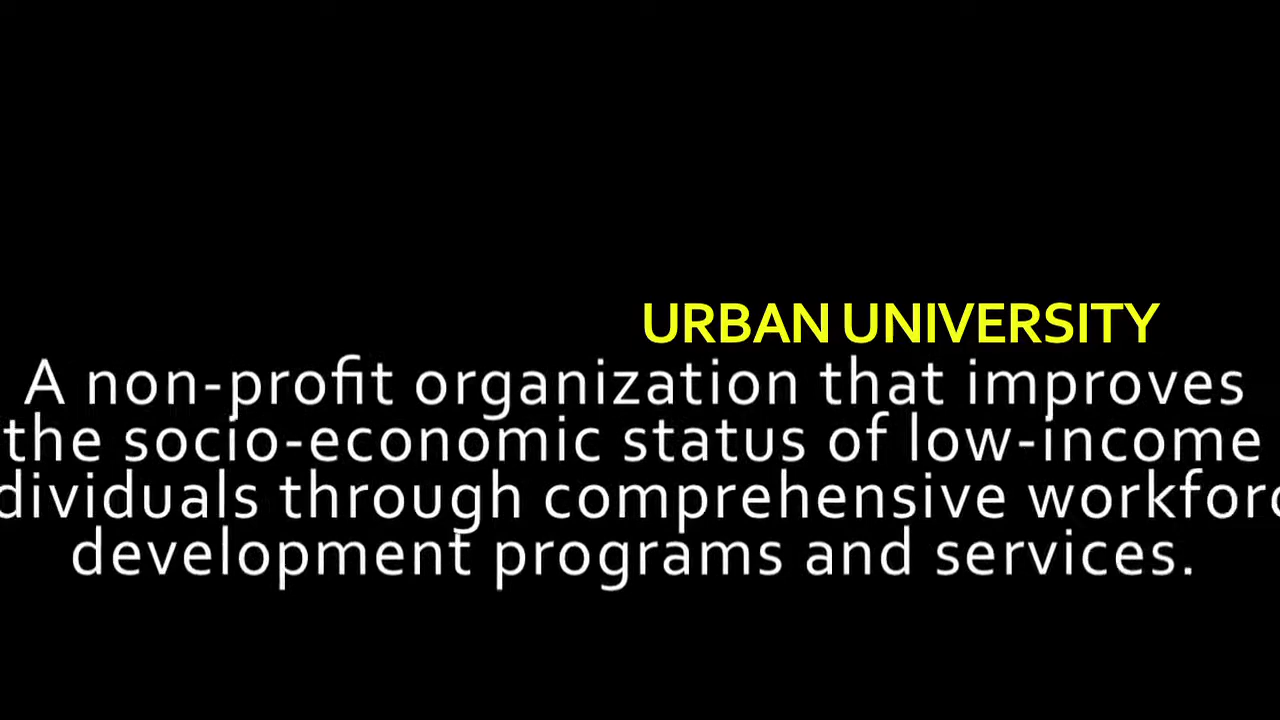 URBAN UNIVERSITY
A non-profit organization that improves
the socio-economic status of low-income
dividuals through comprehensive workforc
development programs and services.